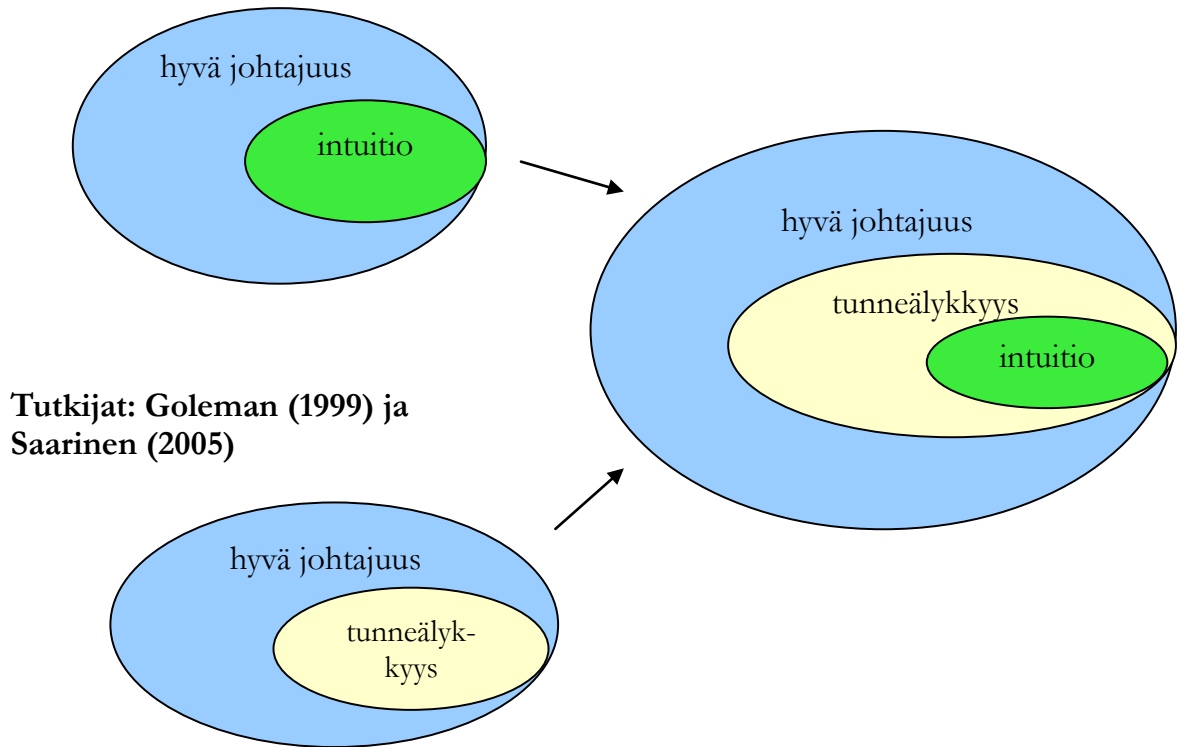 hyvä johtajuus
intuitio
hyvä johtajuus
tunneälykkyys
intuitio
Tutkijat: Goleman (1999) ja
Saarinen (2005)
hyvä johtajuus
tunneälyk-
kyys